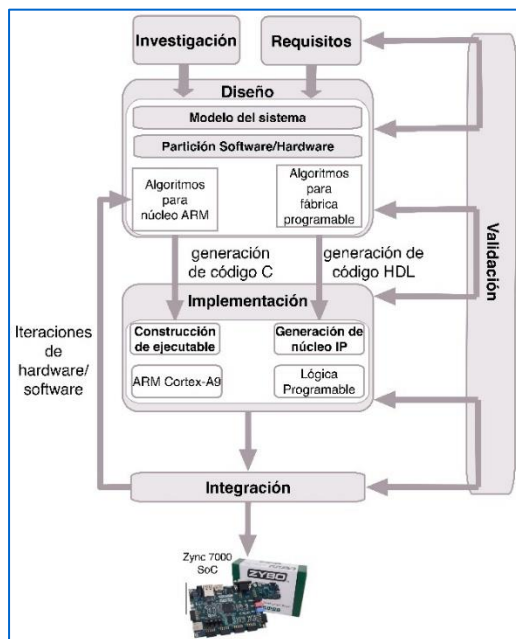 Investigación
Requisitos
Diseño
Modelo del sistema
Partición Software/Hardware
Algoritmos
para
núcleo ARM
Algoritmos
para
fábrica
programable
generación
de código C
generación de
código HDL
Validación
Implementación
Construcción
de ejecutable
Generación de
núcleo IP
ARM Cortex-A9
Lógica
Programable
Iteraciones
de
hardware/
software
Integración
Zync 7000
SoC
ZYBO